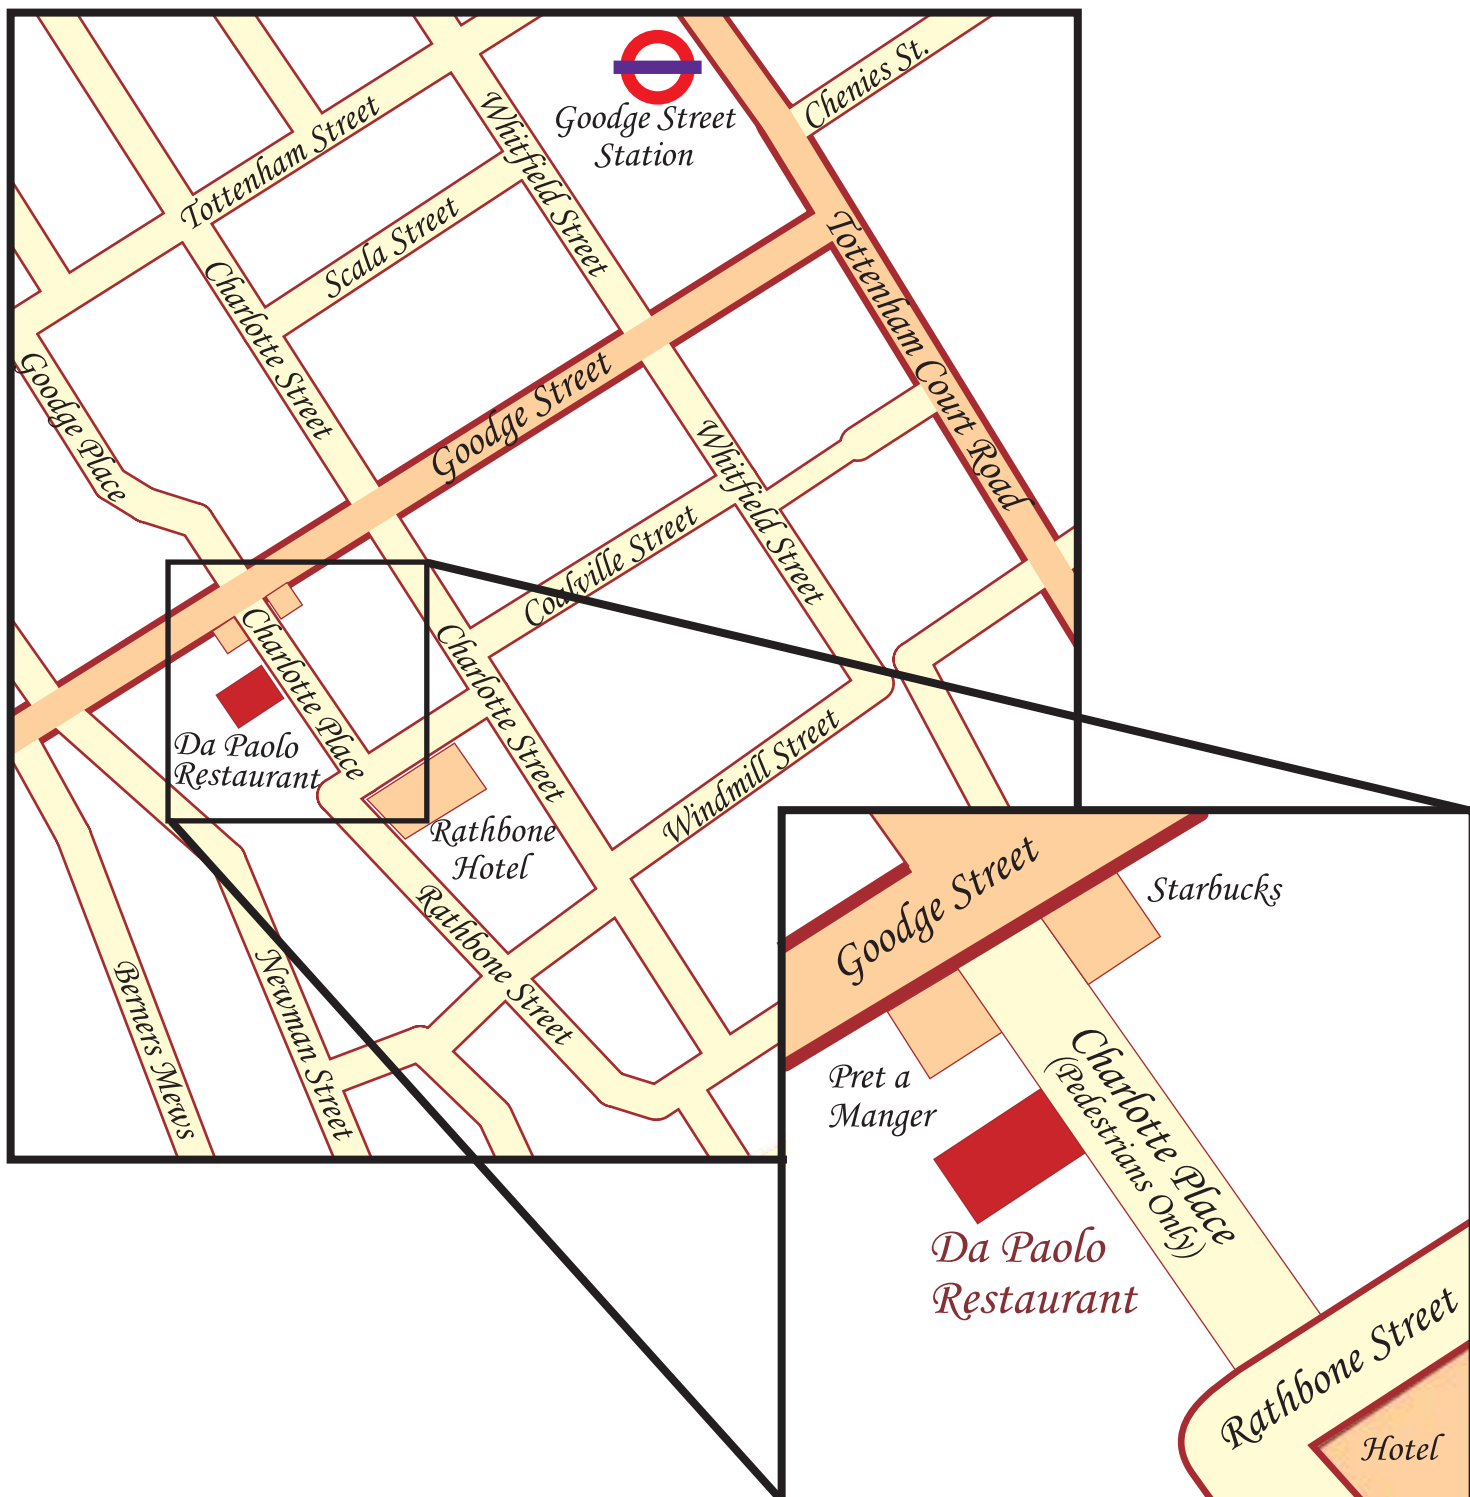 Chenies St.
Goodge Street
Station
Tottenham Street
Whitfield Street
Scala Street
Charlotte Street
Tottenham Court Road
Goodge Place
Goodge Street
Whitfield Street
Coalville Street
Charlotte Place
Charlotte Street
Da Paolo
Restaurant
Windmill Street
Rathbone
Hotel
Rathbone Street
Berners Mews
Newman Street
Goodge Street
Starbucks
Pret a
Manger
Charlotte Place
(Pedestrians Only)
Da Paolo
Restaurant
Rathbone Street
Hotel